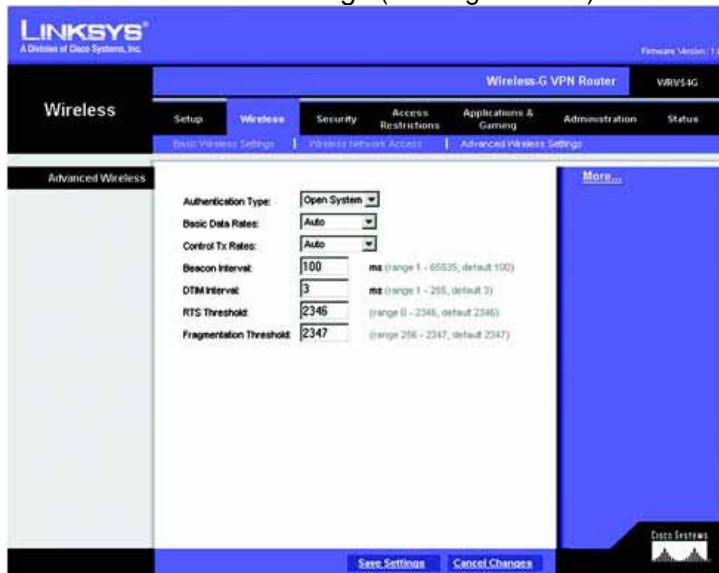 LINKSYS®
A Division of Cisco Systems, Inc.
Firmware Version: 1.0
Wireless-G VPN Router WRV54G
Wireless
Setup Wireless Security Access Restrictions Applications & Gaming Administration Status
Basic Wireless Settings | Wireless Network Access | Advanced Wireless Settings
Advanced Wireless
More...
Authentication Type: Open System
Basic Data Rates: Auto
Control Tx Rates: Auto
Beacon Interval: 100 ms (range 1 - 65535, default 100)
DTIM Interval: 3 ms (range 1 - 255, default 3)
RTS Threshold: 2346 (range 0 - 2346, default 2346)
Fragmentation Threshold: 2347 (range 256 - 2347, default 2347)
Save Settings Cancel Changes
Cisco Systems